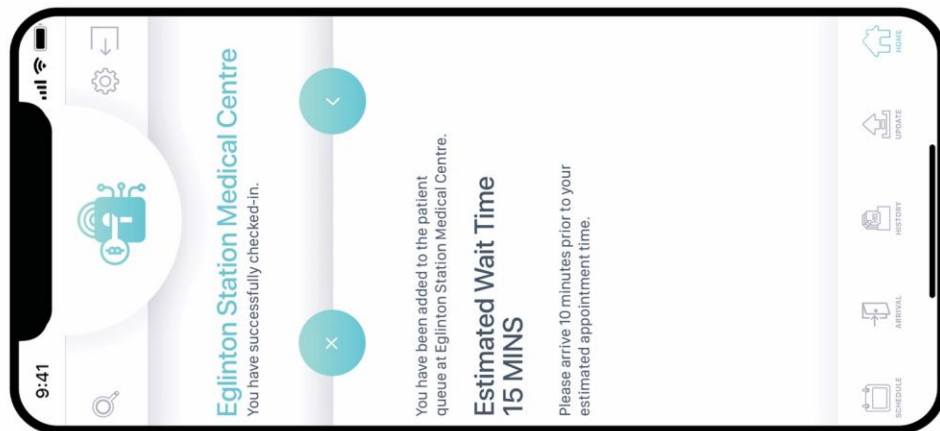 9:41
Eglinton Station Medical Centre
You have successfully checked-in.
You have been added to the patient
queue at Eglinton Station Medical Centre.
Estimated Wait Time
15 MINS
Please arrive 10 minutes prior to your
estimated appointment time.
SCHEDULE
ARRIVAL
HISTORY
UPDATE
HOME